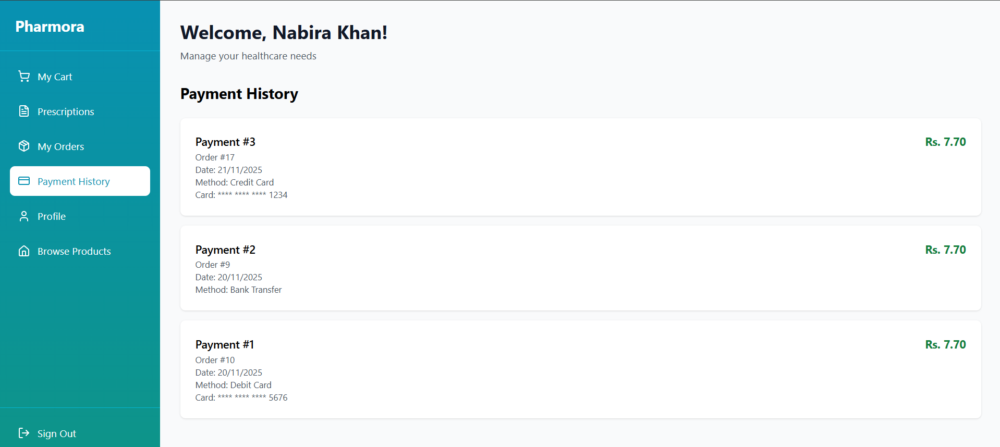 Pharmora
My Cart
Prescriptions
My Orders
Payment History
Profile
Browse Products
Sign Out
Welcome, Nabira Khan!
Manage your healthcare needs
Payment History
Payment #3
Rs. 7.70
Order #17
Date: 21/11/2025
Method: Credit Card
Card: **** **** **** 1234
Payment #2
Rs. 7.70
Order #9
Date: 20/11/2025
Method: Bank Transfer
Payment #1
Rs. 7.70
Order #10
Date: 20/11/2025
Method: Debit Card
Card: **** **** **** 5676